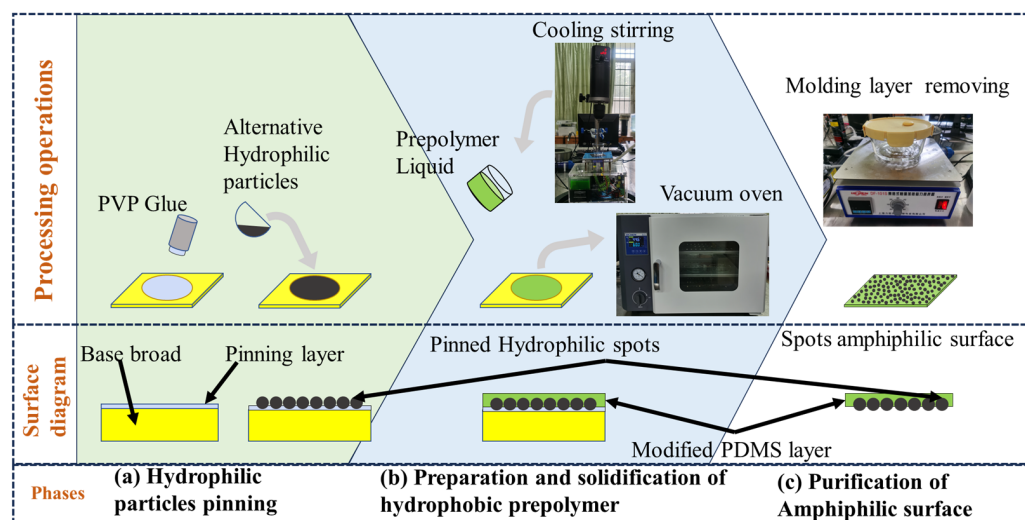 Processing operations
PVP Glue
Alternative
Hydrophilic
particles
Prepolymer
Liquid
Cooling stirring
Vacuum oven
Molding layer removing
Surface
diagram
Base broad
Pinning layer
Pinned Hydrophilic spots
Modified PDMS layer
Spots amphiphilic surface
Phases
(a) Hydrophilic
particles pinning
(b) Preparation and solidification of
hydrophobic prepolymer
(c) Purification of
Amphiphilic surface